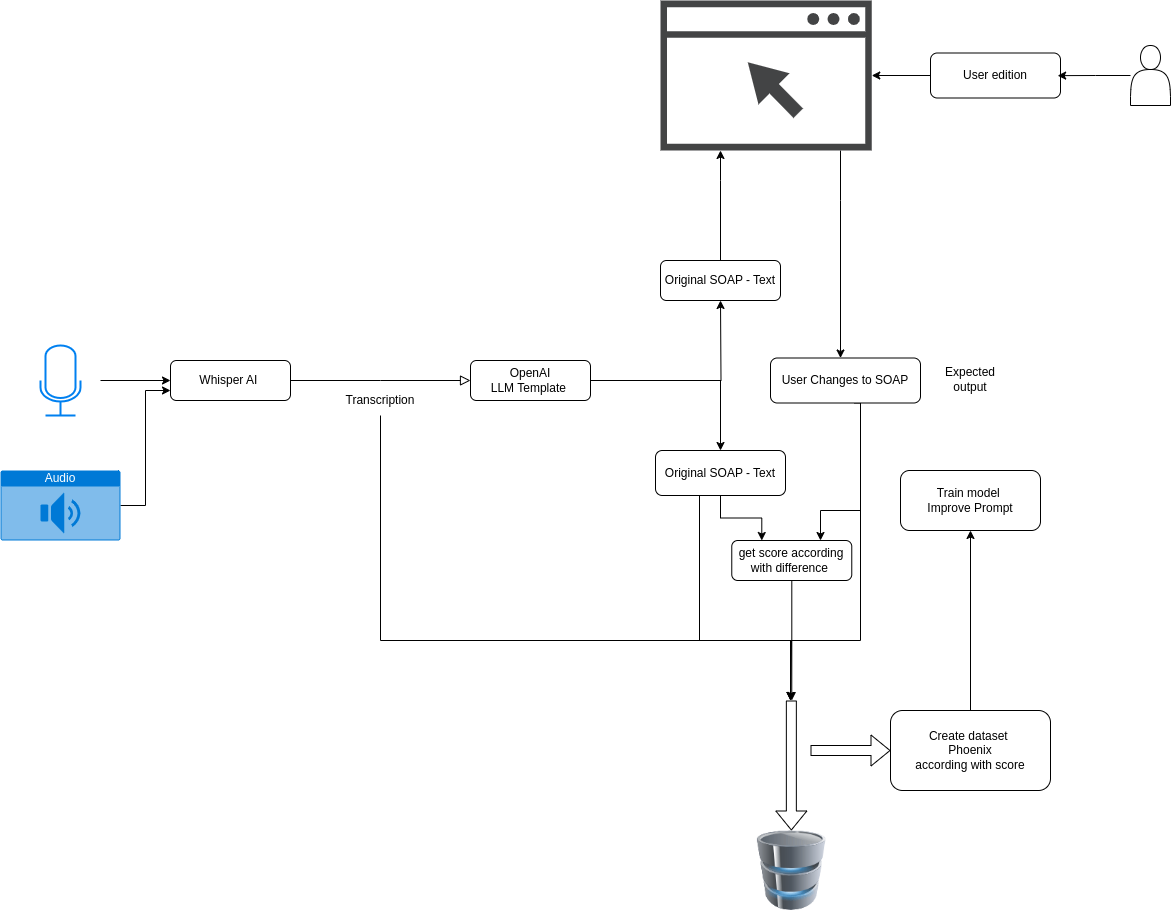 User edition
Original SOAP - Text
Whisper AI
OpenAI
LLM Template
User Changes to SOAP
Expected
output
Transcription
Audio
Original SOAP - Text
Train model
Improve Prompt
get score according
with difference
Create dataset
Phoenix
according with score